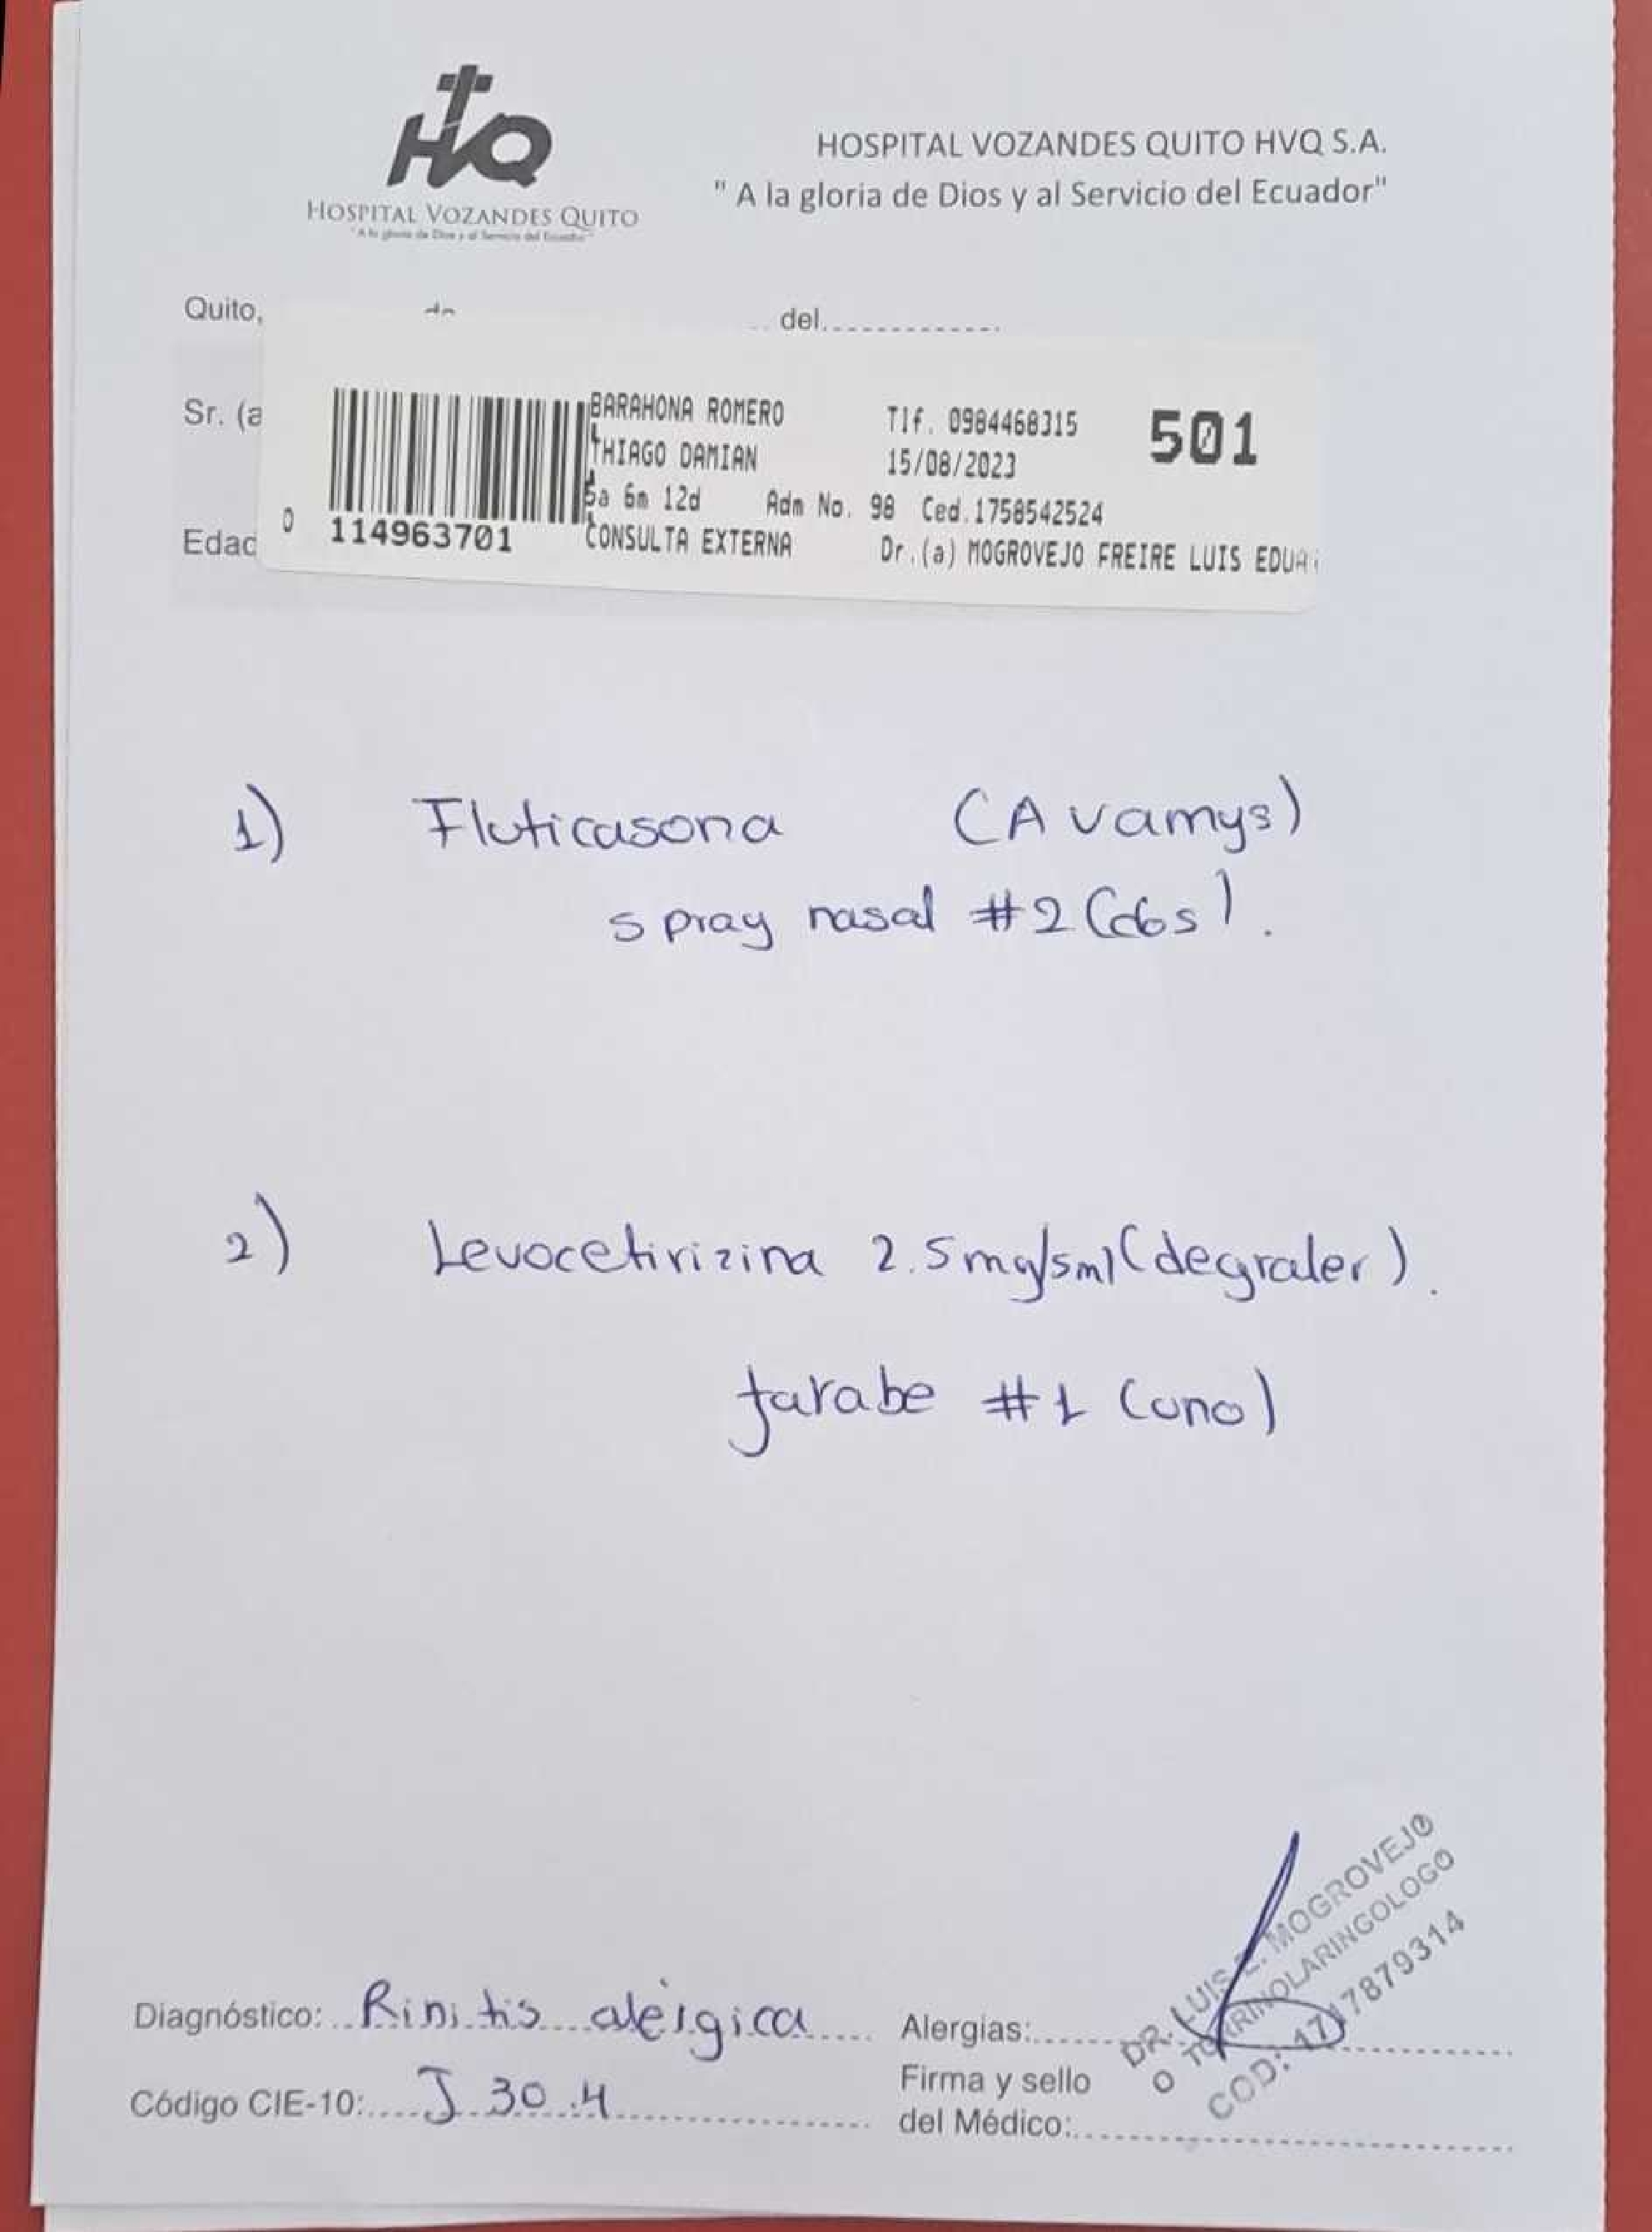 HQ
HOSPITAL VOZANDES QUITO
"A la gloria de Dios y al Servicio del Ecuador"
HOSPITAL VOZANDES QUITO HVQ S.A.
" A la gloria de Dios y al Servicio del Ecuador"
Quito, del
Sr. (a
Edad
BARAHONA ROMERO Tlf. 0984468315 501
THIAGO DAMIAN 15/08/2023
5a 6m 12d Adm No. 98 Ced.1758542524
0 114963701 CONSULTA EXTERNA Dr.(a) MOGROVEJO FREIRE LUIS EDUA
1) Fluticasona (Avamys)
spray nasal #2 (dos).
2) Levocetirizina 2.5mg/5ml (degraler).
Jarabe #1 (uno)
DR. LUIS E. MOGROVEJO
OTORRINOLARINGOLOGO
COD: 1717879314
Diagnóstico: Rinitis alérgica Alergias:
Código CIE-10: J 30.4 Firma y sello
del Médico: